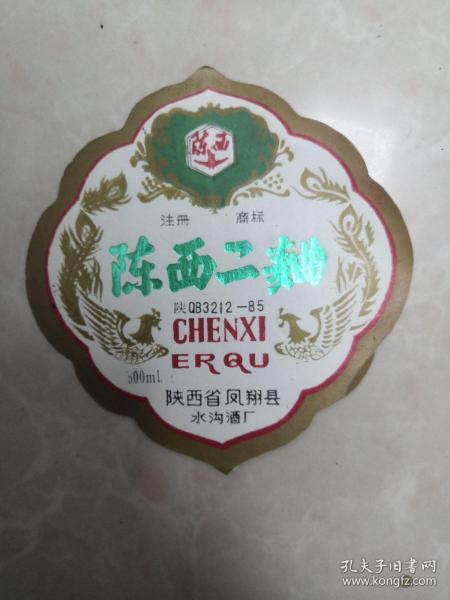 陈西
注册 商标
陈西二麯
陕QB3212-85
CHENXI
ERQU
500ml
陕西省凤翔县
水沟酒厂
孔夫子旧书网
www.kongfz.com